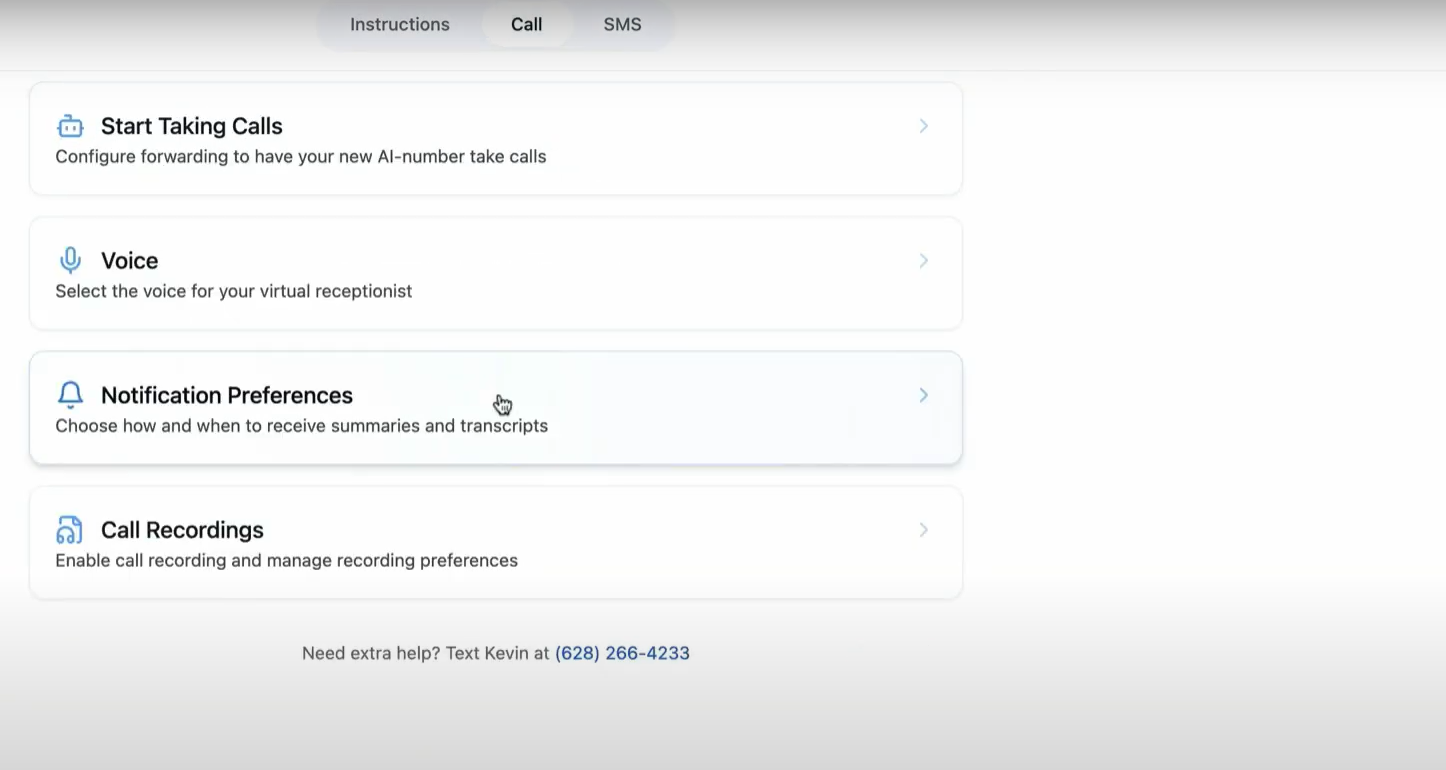 Instructions Call SMS
Start Taking Calls
Configure forwarding to have your new AI-number take calls
Voice
Select the voice for your virtual receptionist
Notification Preferences
Choose how and when to receive summaries and transcripts
Call Recordings
Enable call recording and manage recording preferences
Need extra help? Text Kevin at (628) 266-4233